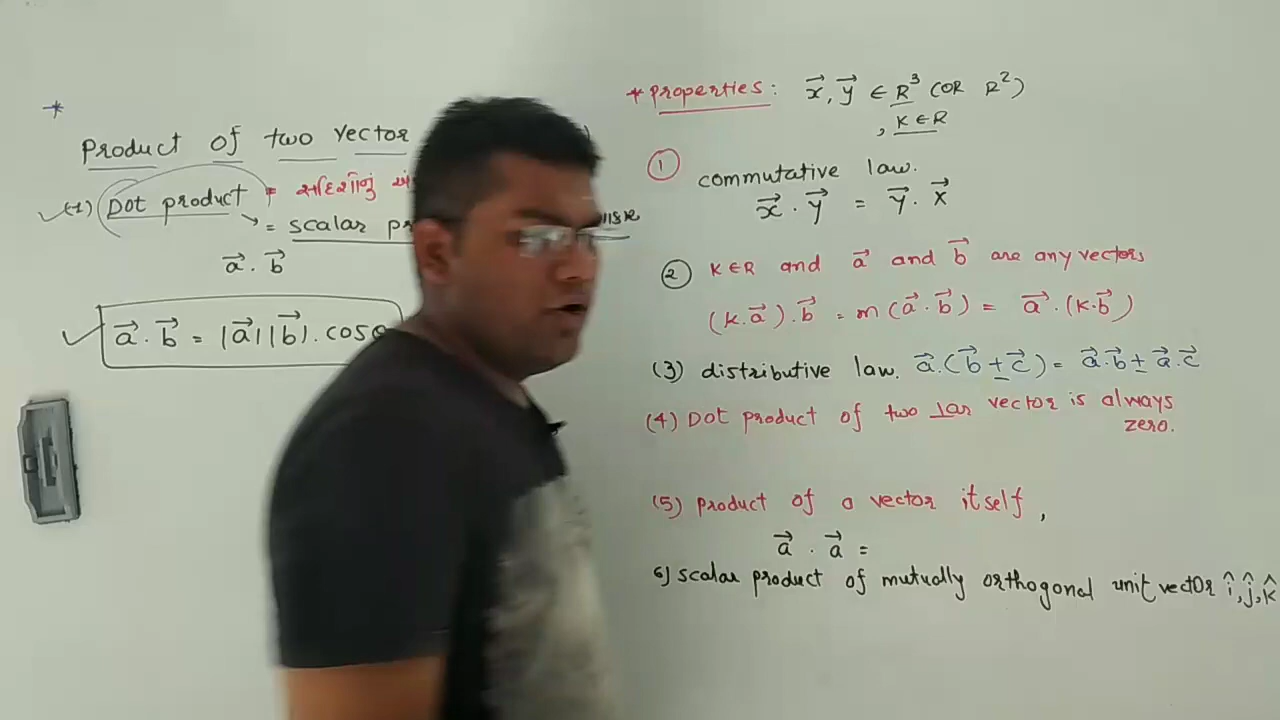 *
Product of two vector
(1) Dot product = સદિશોનું
= scalar
a⃗ . b⃗
a⃗ . b⃗ = |a⃗||b⃗| . cosθ
* Properties : x⃗, y⃗ ∈ R³ (OR R²)
, K ∈ R
① commutative law.
x⃗ . y⃗ = y⃗ . x⃗
② K ∈ R and a⃗ and b⃗ are any vectors
(K.a⃗) . b⃗ = m (a⃗ . b⃗) = a⃗ . (K.b⃗)
(3) distributive law. a⃗.(b⃗ ± c⃗) = a⃗.b⃗ ± a⃗.c⃗
(4) Dot product of two ⊥ar vector is always
zero.
(5) product of a vector itself,
a⃗ . a⃗ =
6) scalar product of mutually orthogonal unit vector î, ĵ, k̂